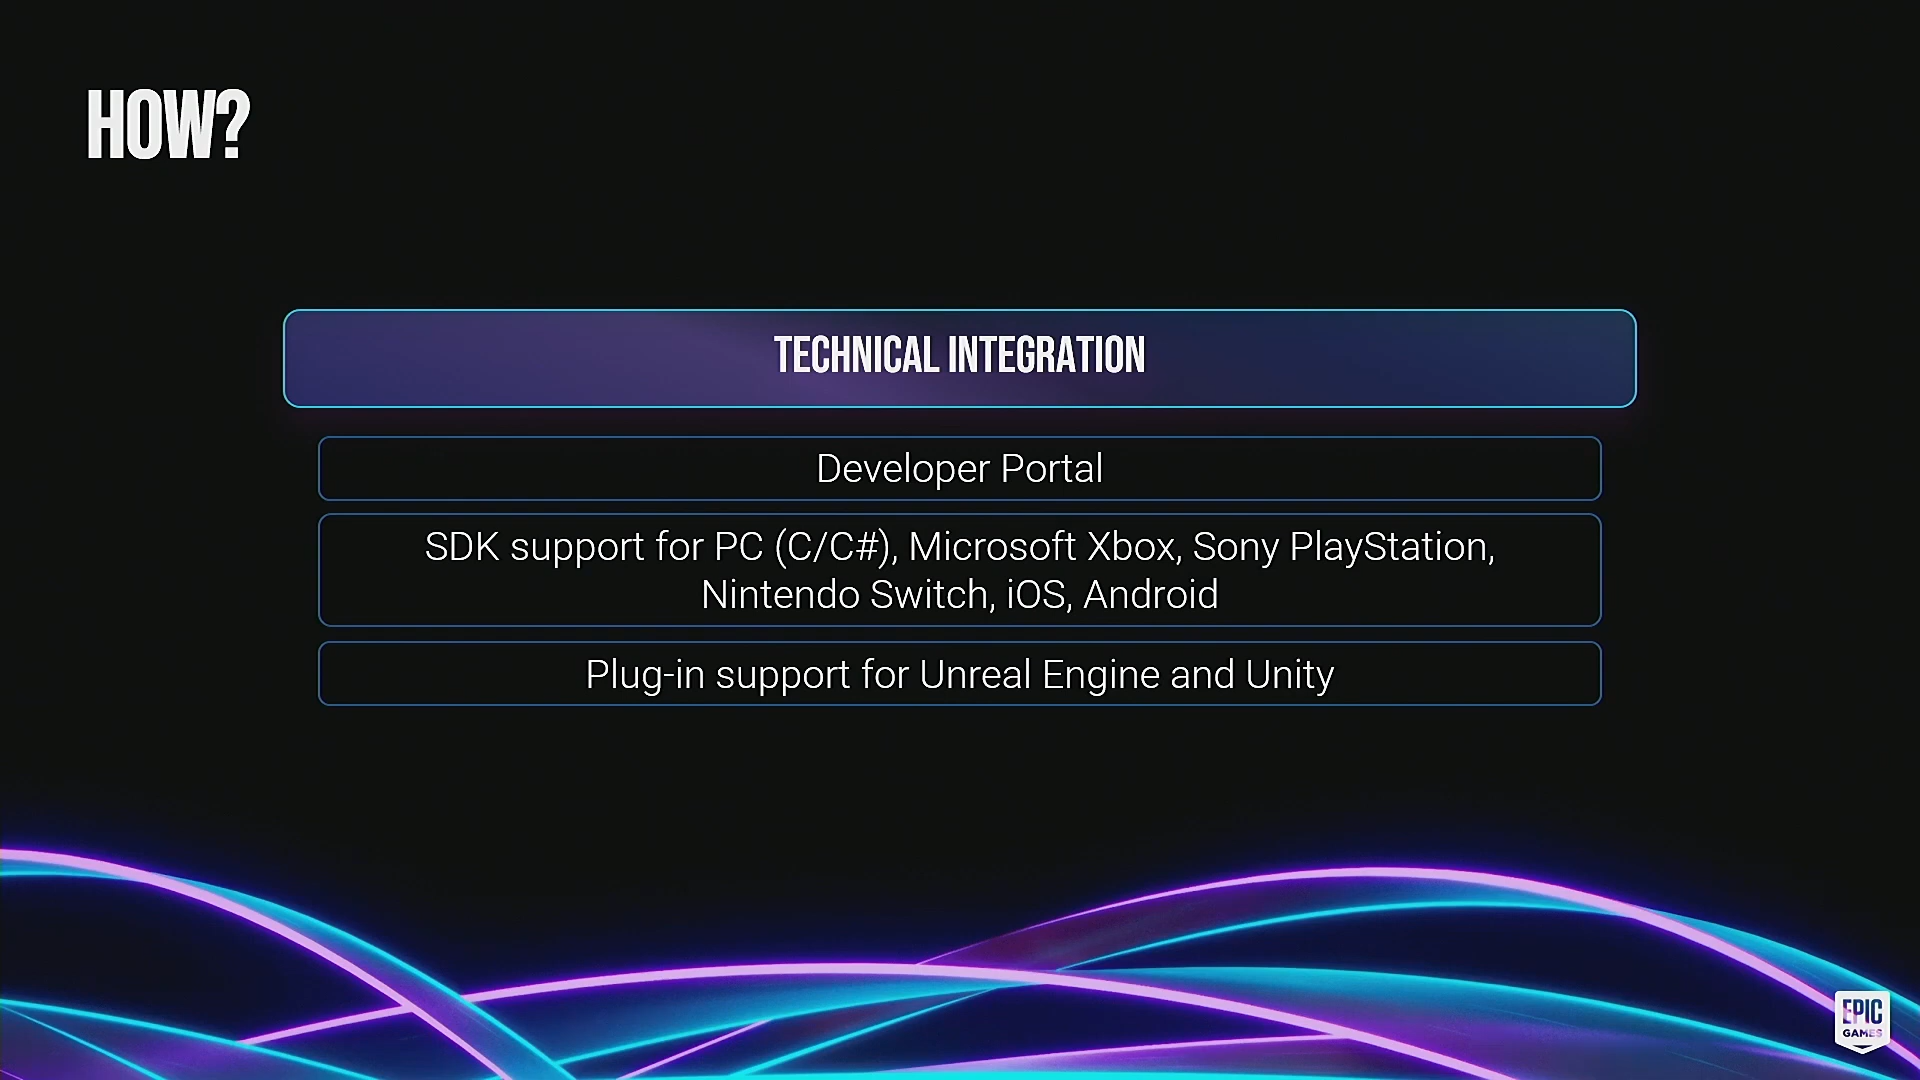 HOW?
TECHNICAL INTEGRATION
Developer Portal
SDK support for PC (C/C#), Microsoft Xbox, Sony PlayStation,
Nintendo Switch, iOS, Android
Plug-in support for Unreal Engine and Unity
EPIC
GAMES